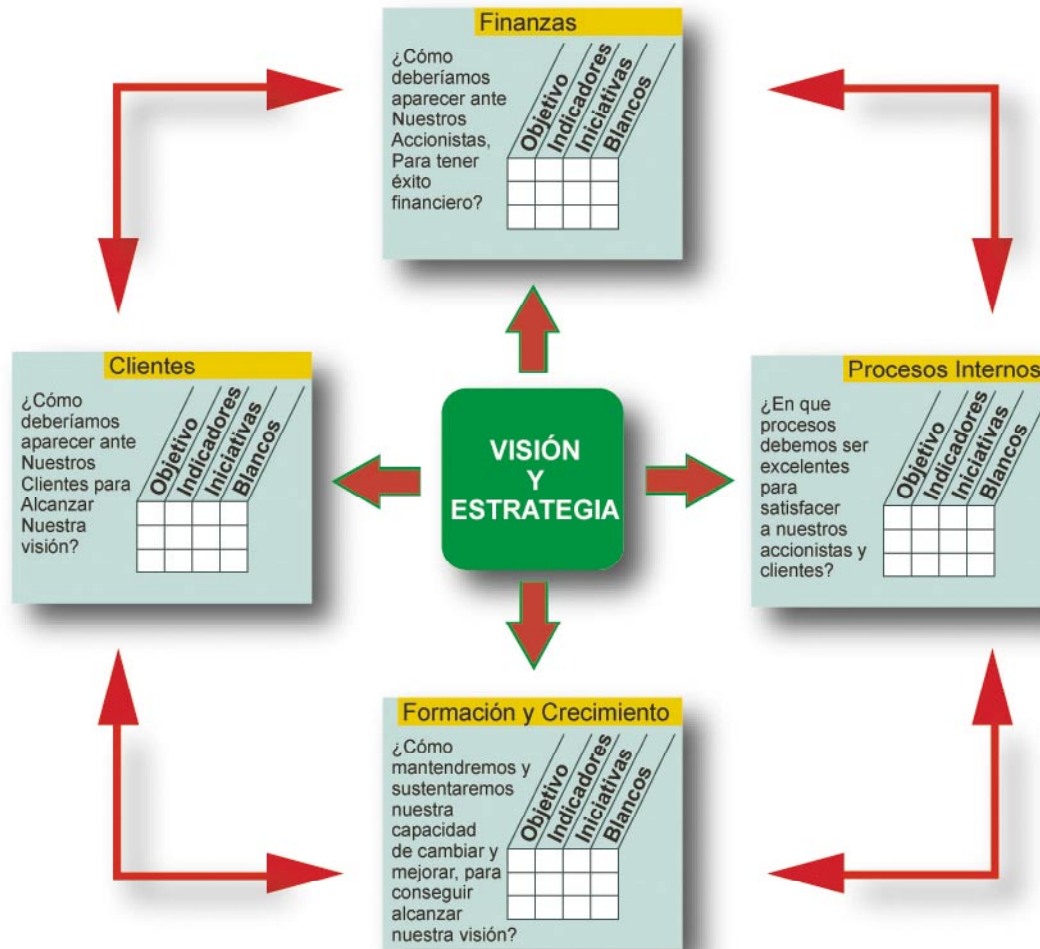 Finanzas
¿Cómo
deberíamos
aparecer ante
Nuestros
Accionistas,
Para tener
éxito
financiero?
Objetivo
Indicadores
Iniciativas
Blancos
Clientes
¿Cómo
deberíamos
aparecer ante
Nuestros
Clientes para
Alcanzar
Nuestra
visión?
Objetivo
Indicadores
Iniciativas
Blancos
VISIÓN
Y
ESTRATEGIA
Procesos Internos
¿En que
procesos
debemos ser
excelentes
para
satisfacer
a nuestros
accionistas y
clientes?
Objetivo
Indicadores
Iniciativas
Blancos
Formación y Crecimiento
¿Cómo
mantendremos y
sustentaremos
nuestra
capacidad
de cambiar y
mejorar, para
conseguir
alcanzar
nuestra visión?
Objetivo
Indicadores
Iniciativas
Blancos